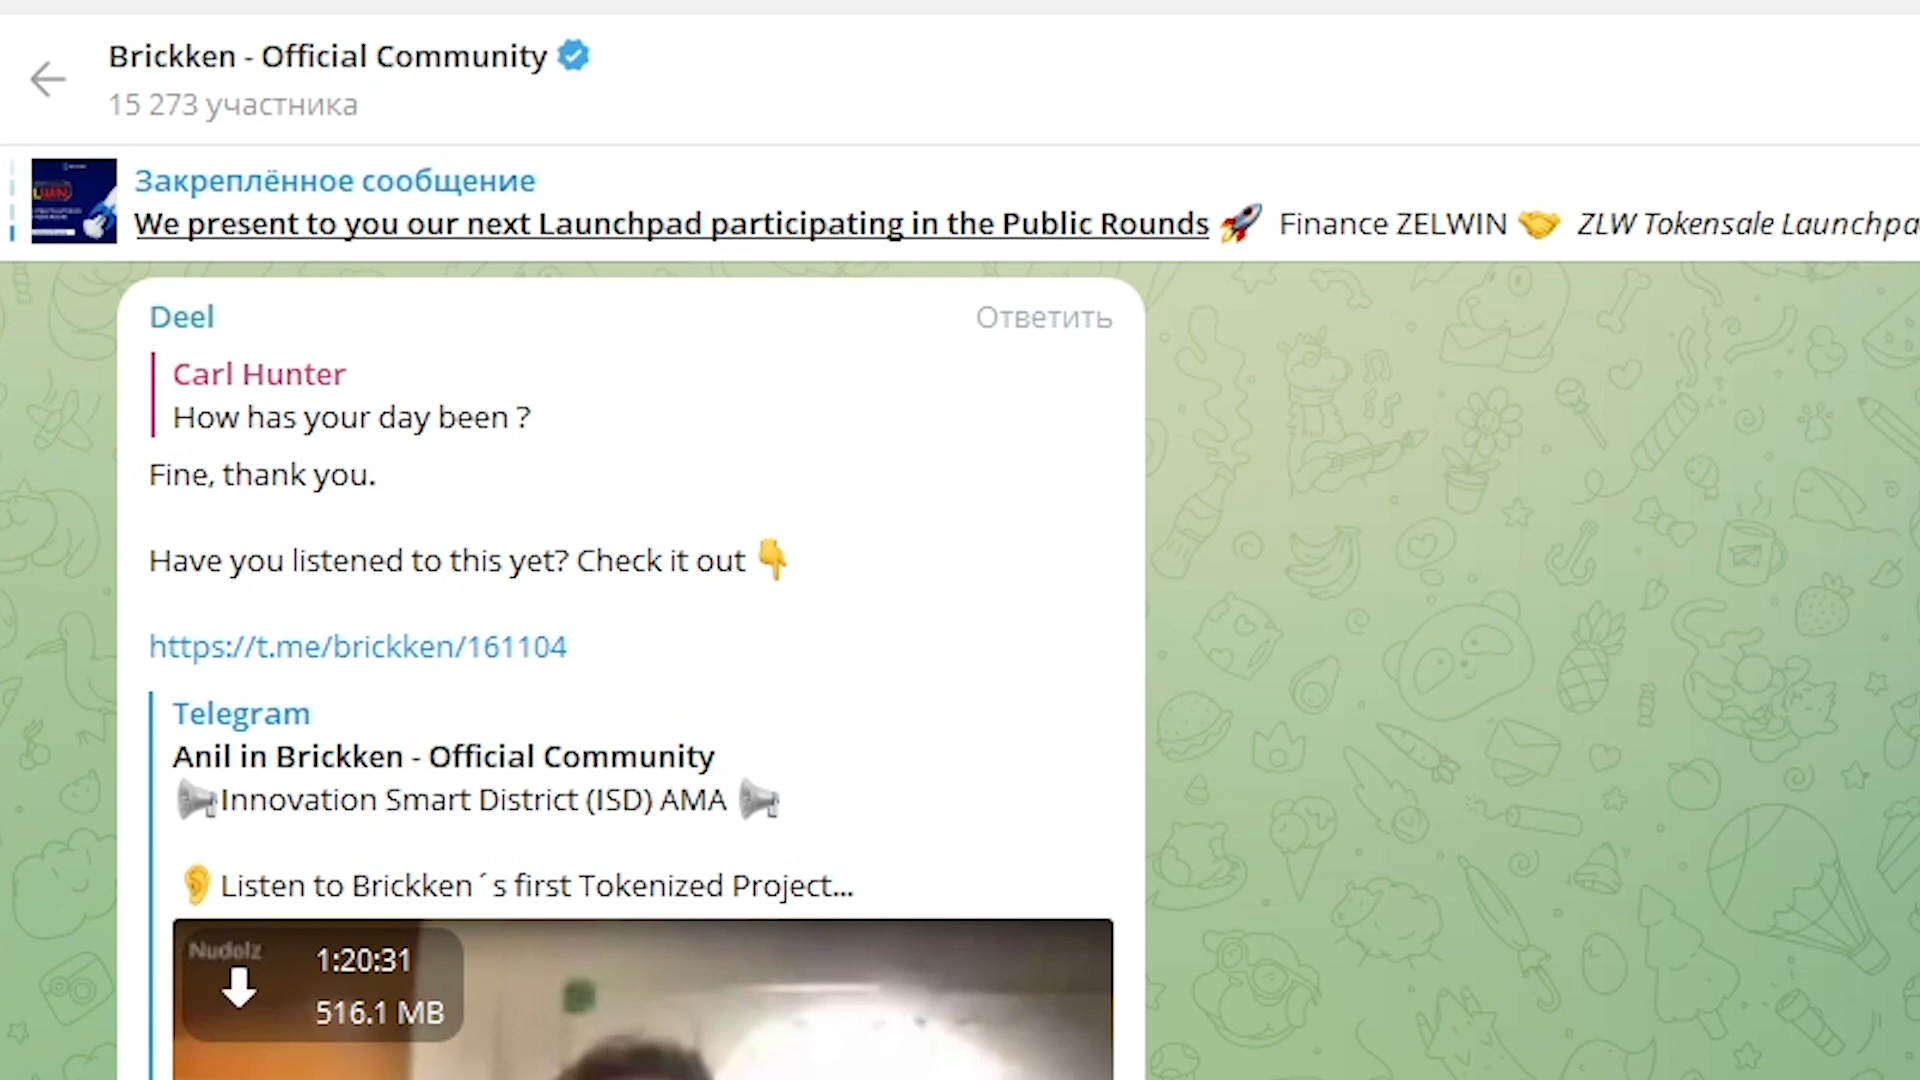 Brickken - Official Community
15 273 участника
Закреплённое сообщение
We present to you our next Launchpad participating in the Public Rounds 🚀 Finance ZELWIN 🤝 ZLW Tokensale Launchpa
Deel
Ответить
Carl Hunter
How has your day been ?
Fine, thank you.
Have you listened to this yet? Check it out 👇
https://t.me/brickken/161104
Telegram
Anil in Brickken - Official Community
📢Innovation Smart District (ISD) AMA 📢
👂Listen to Brickken´s first Tokenized Project...
Nudolz
1:20:31
516.1 MB